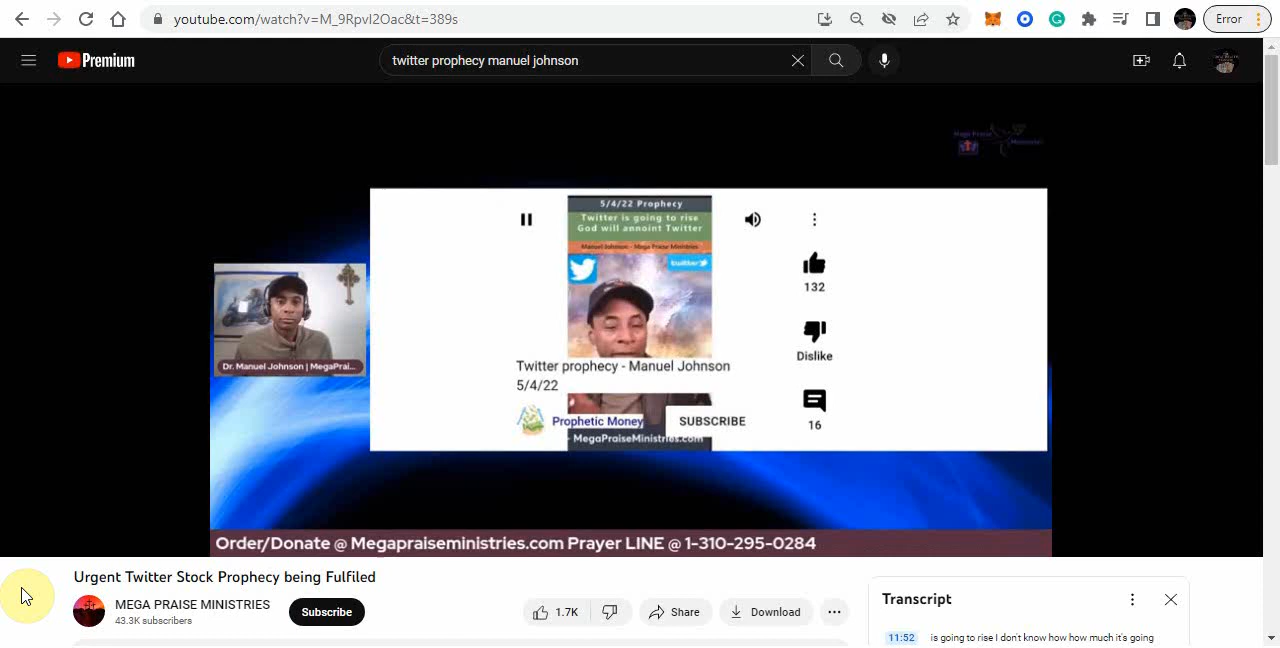 youtube.com/watch?v=M_9RpvI2Oac&t=389s
Error
Premium
twitter prophecy manuel johnson
Mega Praise
Ministries
5/4/22 Prophecy
Twitter is going to rise
God will annoint Twitter
Manuel Johnson - Mega Praise Ministries
twitter
132
Dislike
Dr. Manuel Johnson | MegaPrai...
Twitter prophecy - Manuel Johnson
5/4/22
Prophetic Money
SUBSCRIBE
- MegaPraiseMinistries.com
16
Order/Donate @ Megapraiseministries.com Prayer LINE @ 1-310-295-0284
Urgent Twitter Stock Prophecy being Fulfiled
MEGA PRAISE MINISTRIES
43.3K subscribers
Subscribe
1.7K
Share
Download
Transcript
11:52 is going to rise I don't know how how much it's going